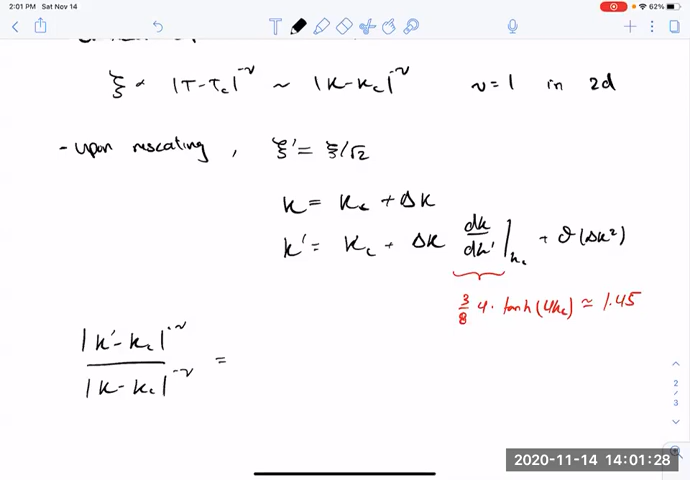 2:01 PM Sat Nov 14
62%
ξ ∝ |T-Tc|^-ν ~ |K-Kc|^-ν ν=1 in 2d
- upon rescaling, ξ' = ξ/√2
K = Kc + ΔK
K' = Kc + ΔK dK/dK' |Kc + O(ΔK²)
3/8 4 · tanh(4Kc) ≈ 1.45
|K'-Kc|^-ν / |K-Kc|^-ν =
2
/
3
2020-11-14 14:01:28